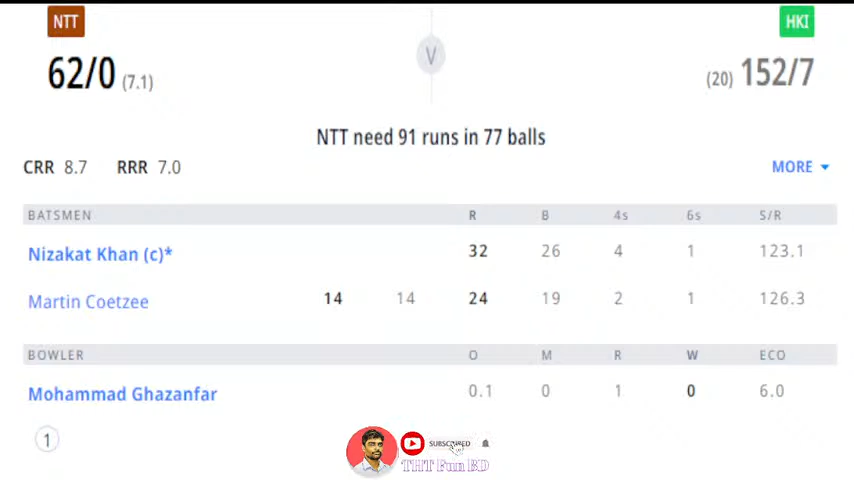 NTT
HKI
62/0 (7.1)
V
(20) 152/7
NTT need 91 runs in 77 balls
CRR 8.7 RRR 7.0
MORE
BATSMEN R B 4s 6s S/R
Nizakat Khan (c)* 32 26 4 1 123.1
Martin Coetzee 14 14 24 19 2 1 126.3
BOWLER O M R W ECO
Mohammad Ghazanfar 0.1 0 1 0 6.0
1
SUBSCRIBED
THT Fun BD